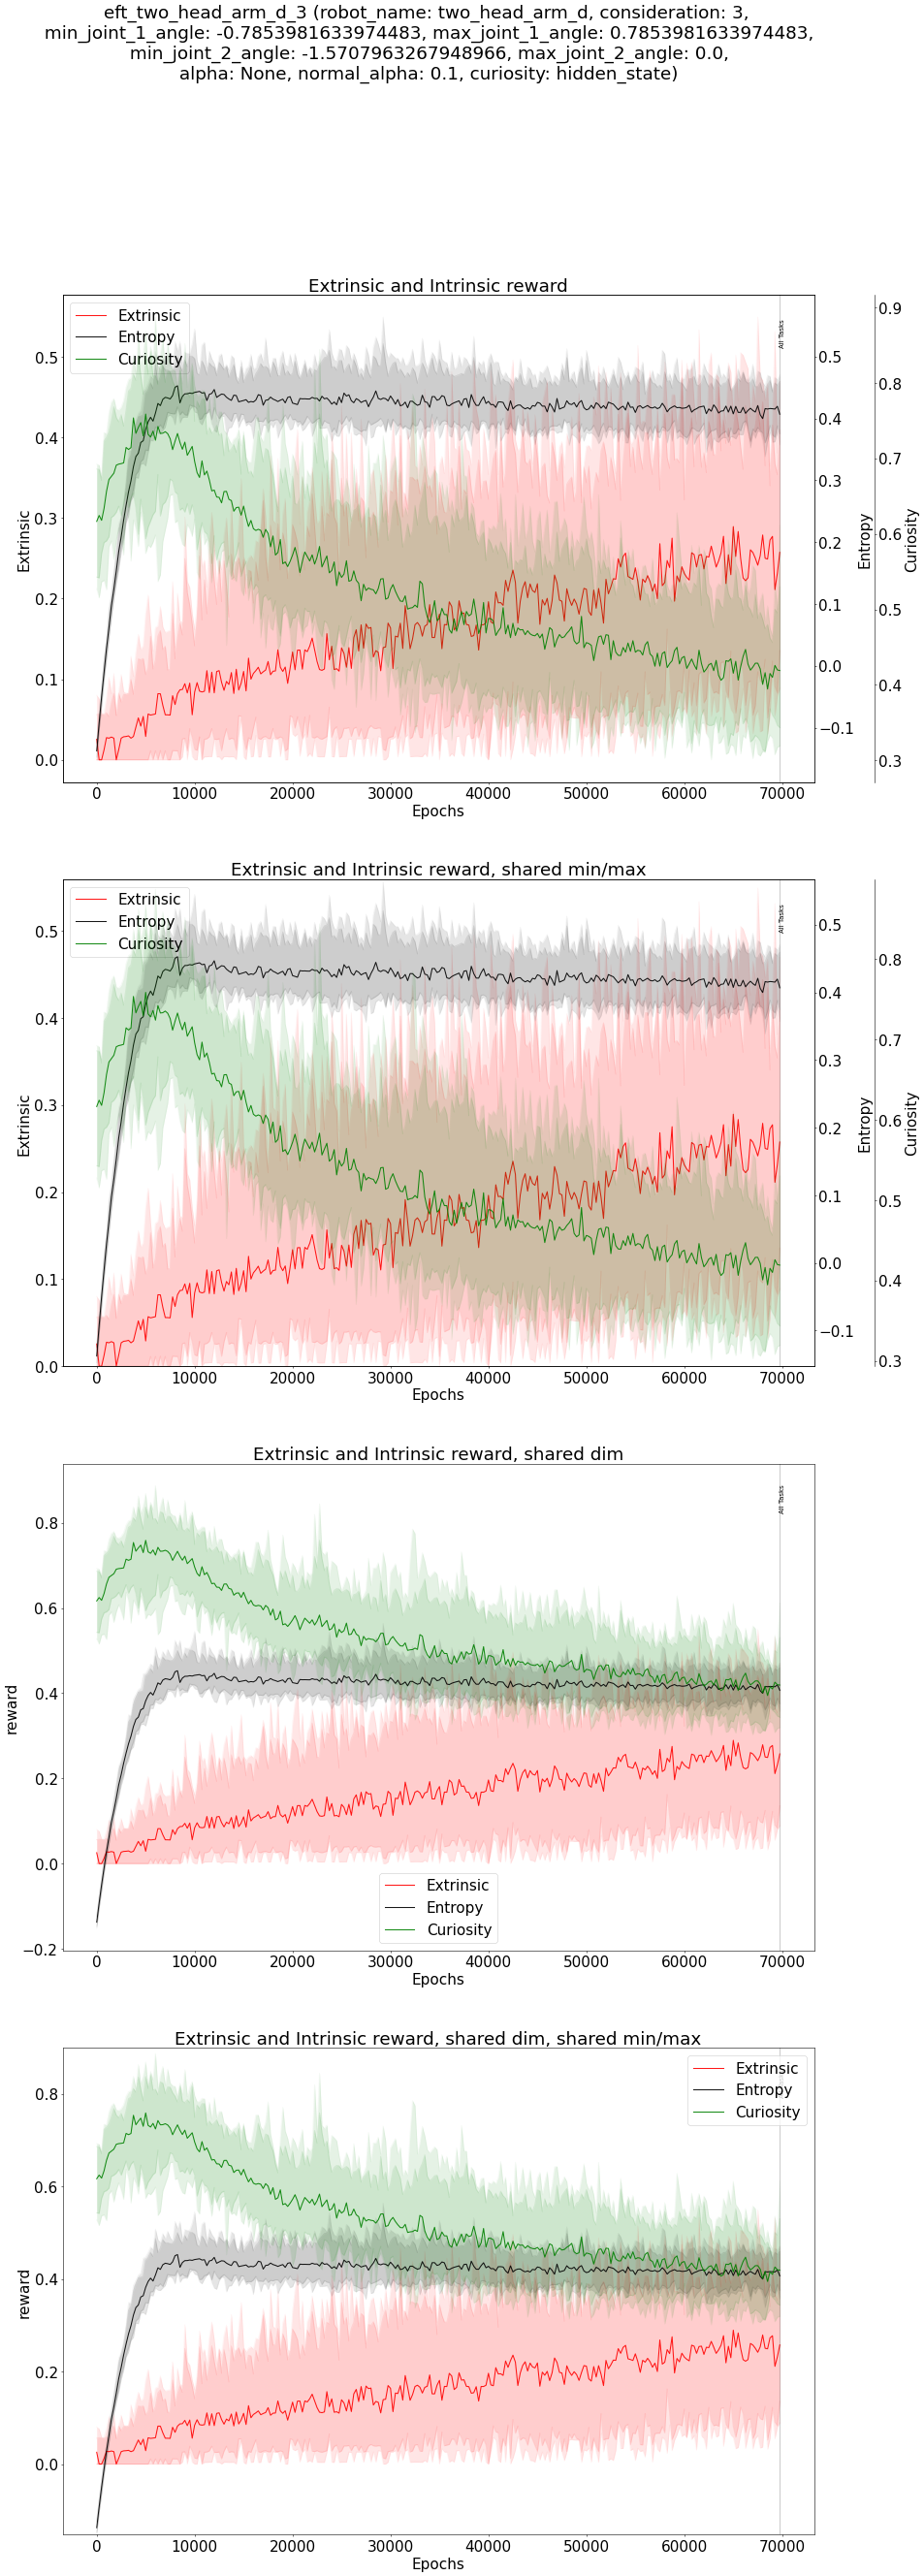 eft_two_head_arm_d_3 (robot_name: two_head_arm_d, consideration: 3,
min_joint_1_angle: -0.7853981633974483, max_joint_1_angle: 0.7853981633974483,
min_joint_2_angle: -1.5707963267948966, max_joint_2_angle: 0.0,
alpha: None, normal_alpha: 0.1, curiosity: hidden_state)
Extrinsic and Intrinsic reward
Extrinsic
Entropy
Curiosity
All Tasks
0.5
0.4
0.3
0.2
0.1
0.0
Extrinsic
0.5
0.4
0.3
0.2
0.1
0.0
−0.1
Entropy
0.9
0.8
0.7
0.6
0.5
0.4
0.3
Curiosity
0 10000 20000 30000 40000 50000 60000 70000
Epochs
Extrinsic and Intrinsic reward, shared min/max
Extrinsic
Entropy
Curiosity
All Tasks
0.5
0.4
0.3
0.2
0.1
0.0
Extrinsic
0.5
0.4
0.3
0.2
0.1
0.0
−0.1
Entropy
0.8
0.7
0.6
0.5
0.4
0.3
Curiosity
0 10000 20000 30000 40000 50000 60000 70000
Epochs
Extrinsic and Intrinsic reward, shared dim
All Tasks
0.8
0.6
0.4
0.2
0.0
−0.2
reward
Extrinsic
Entropy
Curiosity
0 10000 20000 30000 40000 50000 60000 70000
Epochs
Extrinsic and Intrinsic reward, shared dim, shared min/max
Extrinsic
Entropy
Curiosity
0.8
0.6
0.4
0.2
0.0
reward
0 10000 20000 30000 40000 50000 60000 70000
Epochs